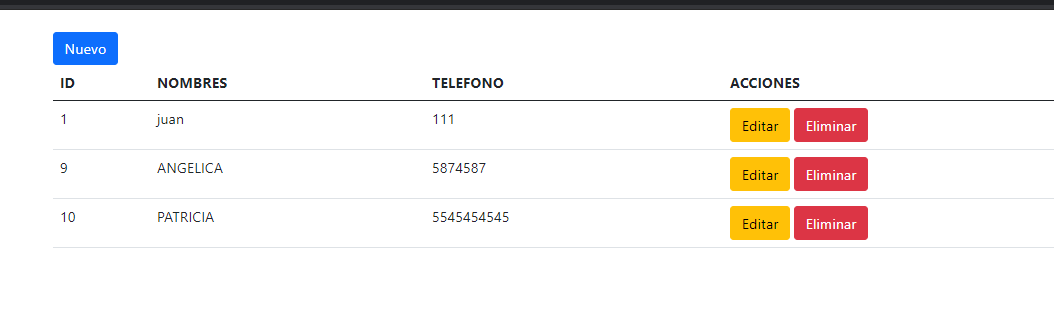 Nuevo
ID NOMBRES TELEFONO ACCIONES
1 juan 111 Editar Eliminar
9 ANGELICA 5874587 Editar Eliminar
10 PATRICIA 5545454545 Editar Eliminar